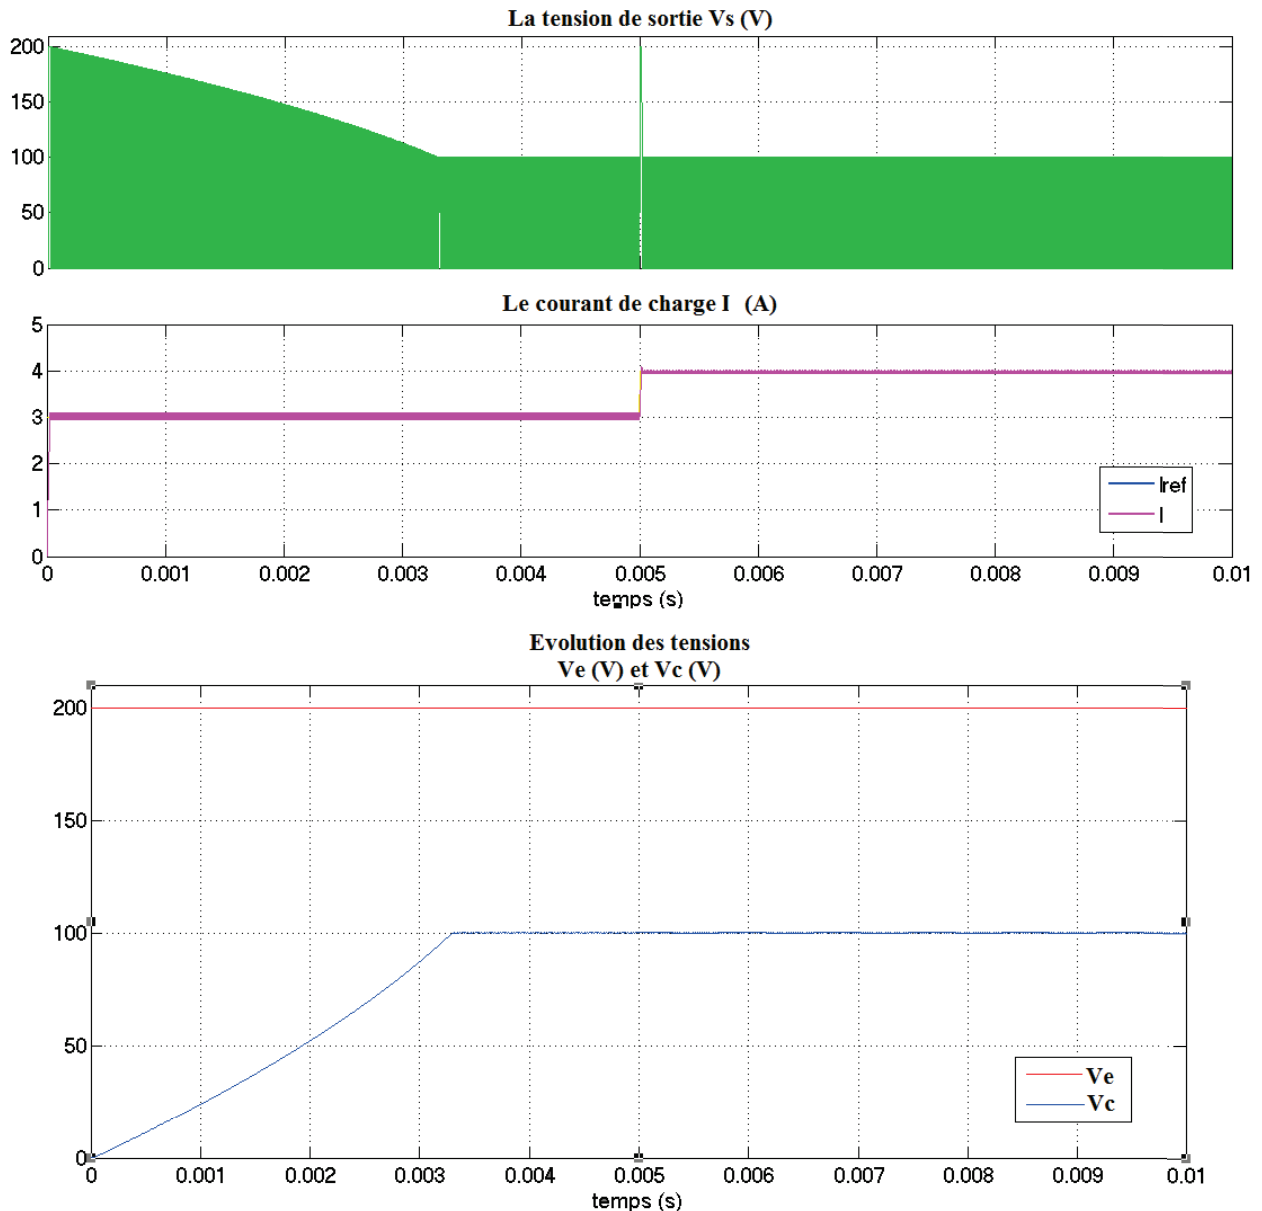 La tension de sortie Vs (V)
200
150
100
50
0
Le courant de charge I (A)
5
4
3
2
1
0
Iref
I
0 0.001 0.002 0.003 0.004 0.005 0.006 0.007 0.008 0.009 0.01
temps (s)
Evolution des tensions
Ve (V) et Vc (V)
200
150
100
50
0
Ve
Vc
0 0.001 0.002 0.003 0.004 0.005 0.006 0.007 0.008 0.009 0.01
temps (s)